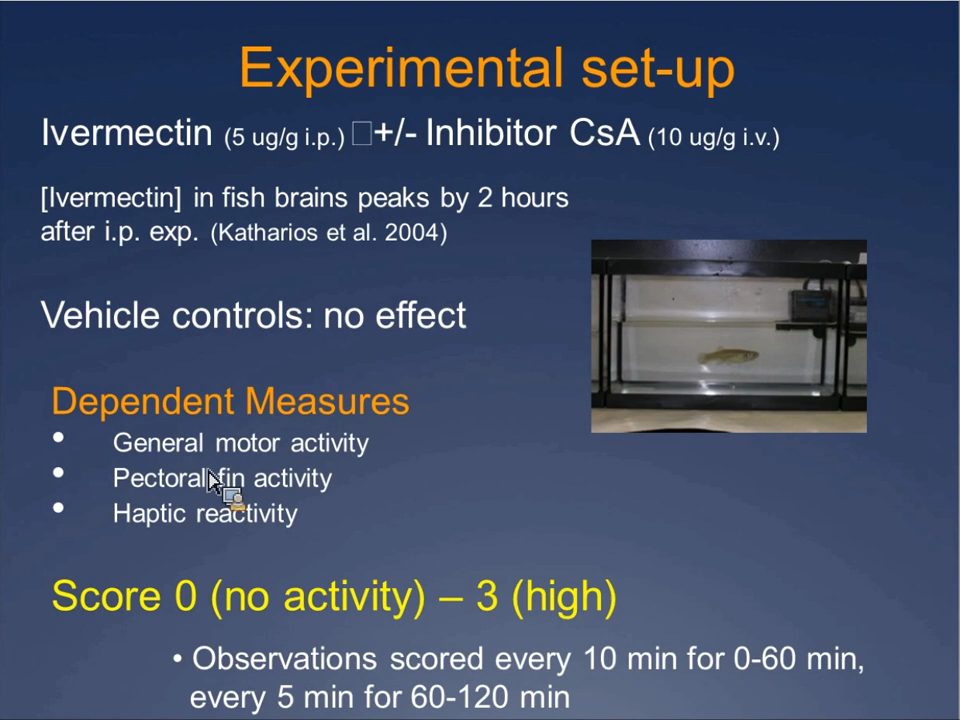 Experimental set-up
Ivermectin (5 ug/g i.p.) □+/- Inhibitor CsA (10 ug/g i.v.)
[Ivermectin] in fish brains peaks by 2 hours
after i.p. exp. (Katharios et al. 2004)
Vehicle controls: no effect
Dependent Measures
• General motor activity
• Pectoral fin activity
• Haptic reactivity
Score 0 (no activity) – 3 (high)
• Observations scored every 10 min for 0-60 min,
every 5 min for 60-120 min